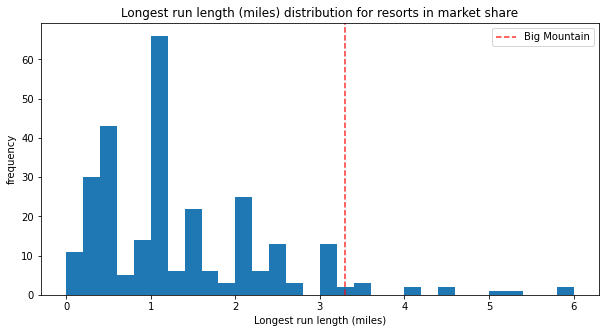 Longest run length (miles) distribution for resorts in market share
Big Mountain
frequency
60
50
40
30
20
10
0
0 1 2 3 4 5 6
Longest run length (miles)